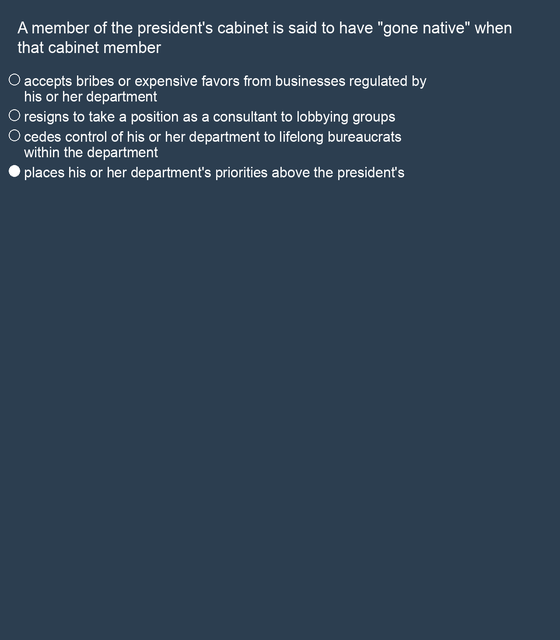 A member of the president's cabinet is said to have "gone native" when
that cabinet member
accepts bribes or expensive favors from businesses regulated by
his or her department
resigns to take a position as a consultant to lobbying groups
cedes control of his or her department to lifelong bureaucrats
within the department
places his or her department's priorities above the president's